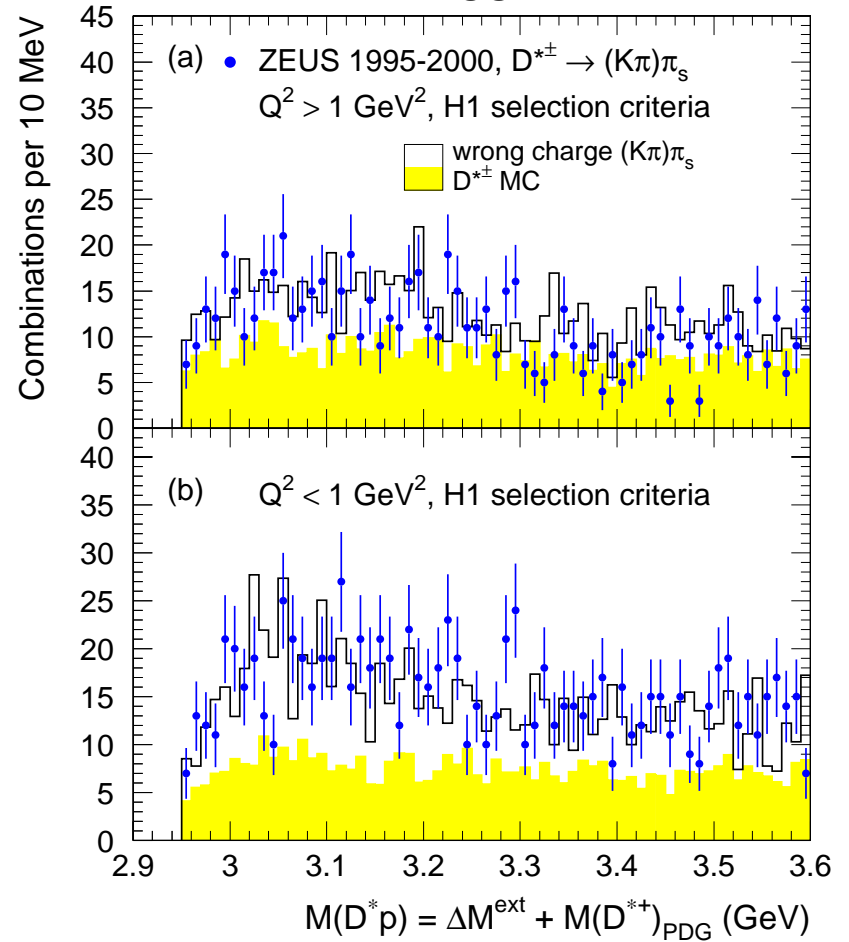 45
(a) ZEUS 1995-2000, D*± → (Kπ)πs
40
Q² > 1 GeV², H1 selection criteria
35
30
wrong charge (Kπ)πs
D*± MC
25
20
15
10
5
0
Combinations per 10 MeV
40
(b) Q² < 1 GeV², H1 selection criteria
35
30
25
20
15
10
5
0
2.9 3 3.1 3.2 3.3 3.4 3.5 3.6
M(D*p) = ΔM^ext + M(D*+)PDG (GeV)